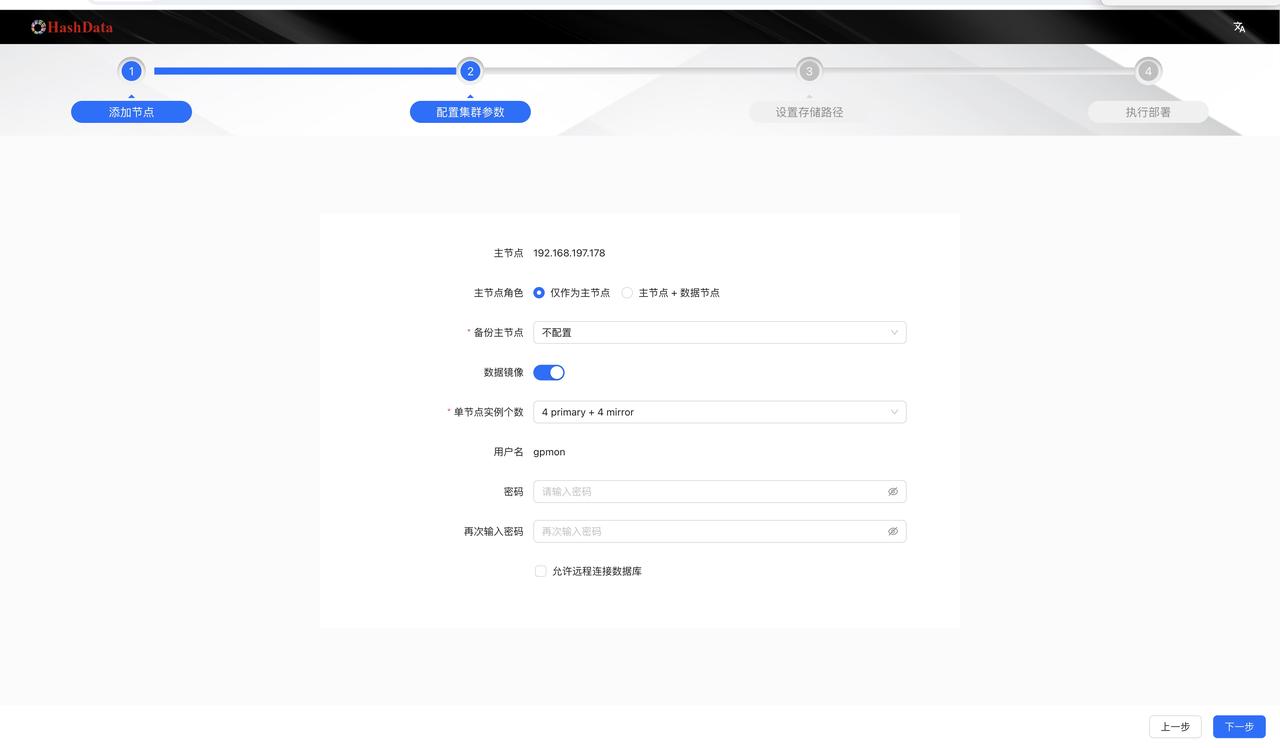 HashData
1
2
3
4
添加节点
配置集群参数
设置存储路径
执行部署
主节点 192.168.197.178
主节点角色 仅作为主节点 主节点 + 数据节点
* 备份主节点 不配置
数据镜像
* 单节点实例个数 4 primary + 4 mirror
用户名 gpmon
密码 请输入密码
再次输入密码 再次输入密码
允许远程连接数据库
上一步 下一步